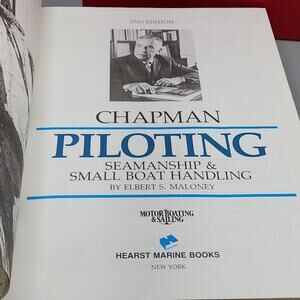 57TH EDITION
CHAPMAN
PILOTING
SEAMANSHIP &
SMALL BOAT HANDLING
BY ELBERT S. MALONEY
MOTOR BOATING
& SAILING
HEARST MARINE BOOKS
NEW YORK